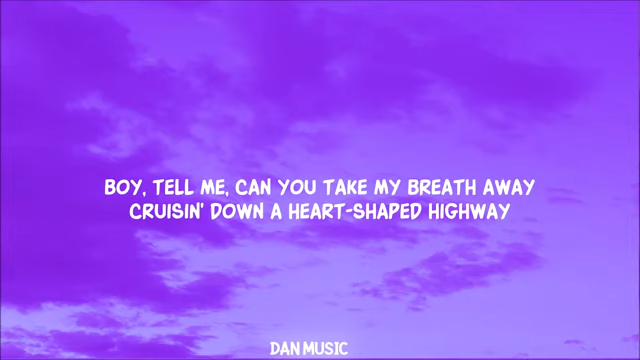 BOY, TELL ME, CAN YOU TAKE MY BREATH AWAY
CRUISIN' DOWN A HEART-SHAPED HIGHWAY
DAN MUSIC